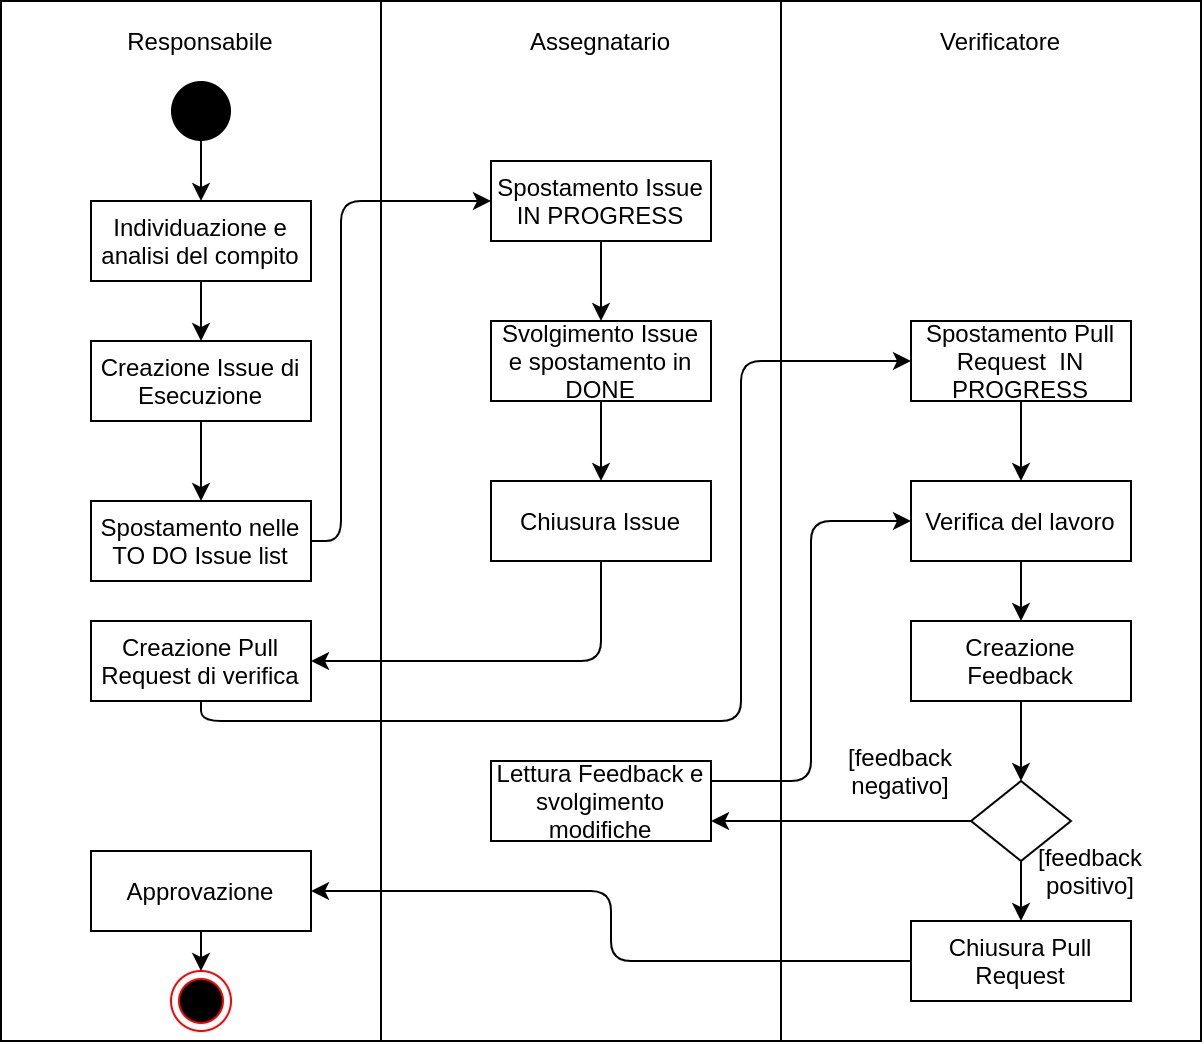 Responsabile
Assegnatario
Verificatore
Individuazione e
analisi del compito
Creazione Issue di
Esecuzione
Spostamento nelle
TO DO Issue list
Spostamento Issue
IN PROGRESS
Svolgimento Issue
e spostamento in
DONE
Chiusura Issue
Creazione Pull
Request di verifica
Spostamento Pull
Request IN
PROGRESS
Verifica del lavoro
Creazione
Feedback
[feedback
negativo]
Lettura Feedback e
svolgimento
modifiche
[feedback
positivo]
Chiusura Pull
Request
Approvazione